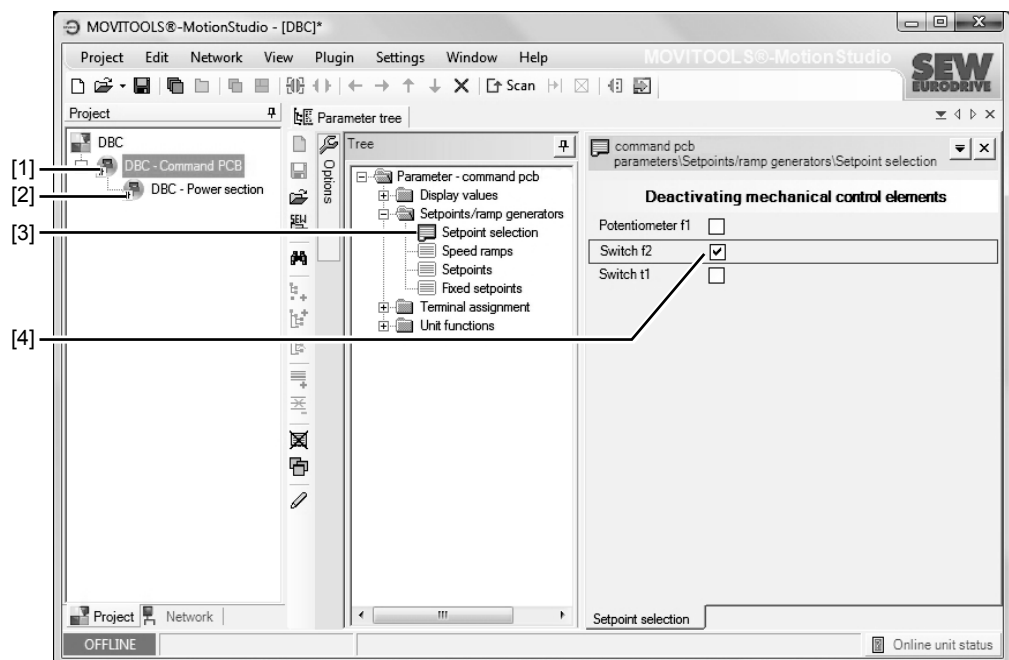 MOVITOOLS®-MotionStudio - [DBC]*
Project Edit Network View Plugin Settings Window Help
MOVITOOLS®-MotionStudio
SEW
EURODRIVE
Scan
Project
Parameter tree
DBC
[1]
DBC - Command PCB
[2]
DBC - Power section
Options
SEW
Tree
Parameter - command pcb
Display values
Setpoints/ramp generators
[3]
Setpoint selection
Speed ramps
Setpoints
Fixed setpoints
Terminal assignment
Unit functions
command pcb
parameters\Setpoints/ramp generators\Setpoint selection
Deactivating mechanical control elements
Potentiometer f1
Switch f2
Switch t1
[4]
Project Network
Setpoint selection
OFFLINE
Online unit status